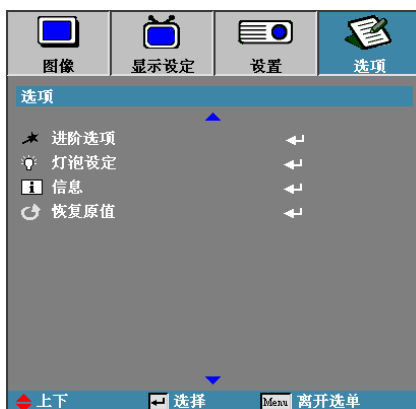 图像 显示设定 设置 选项
选项
进阶选项
灯泡设定
i 信息
恢复原值
上下 选择 Menu 离开选单